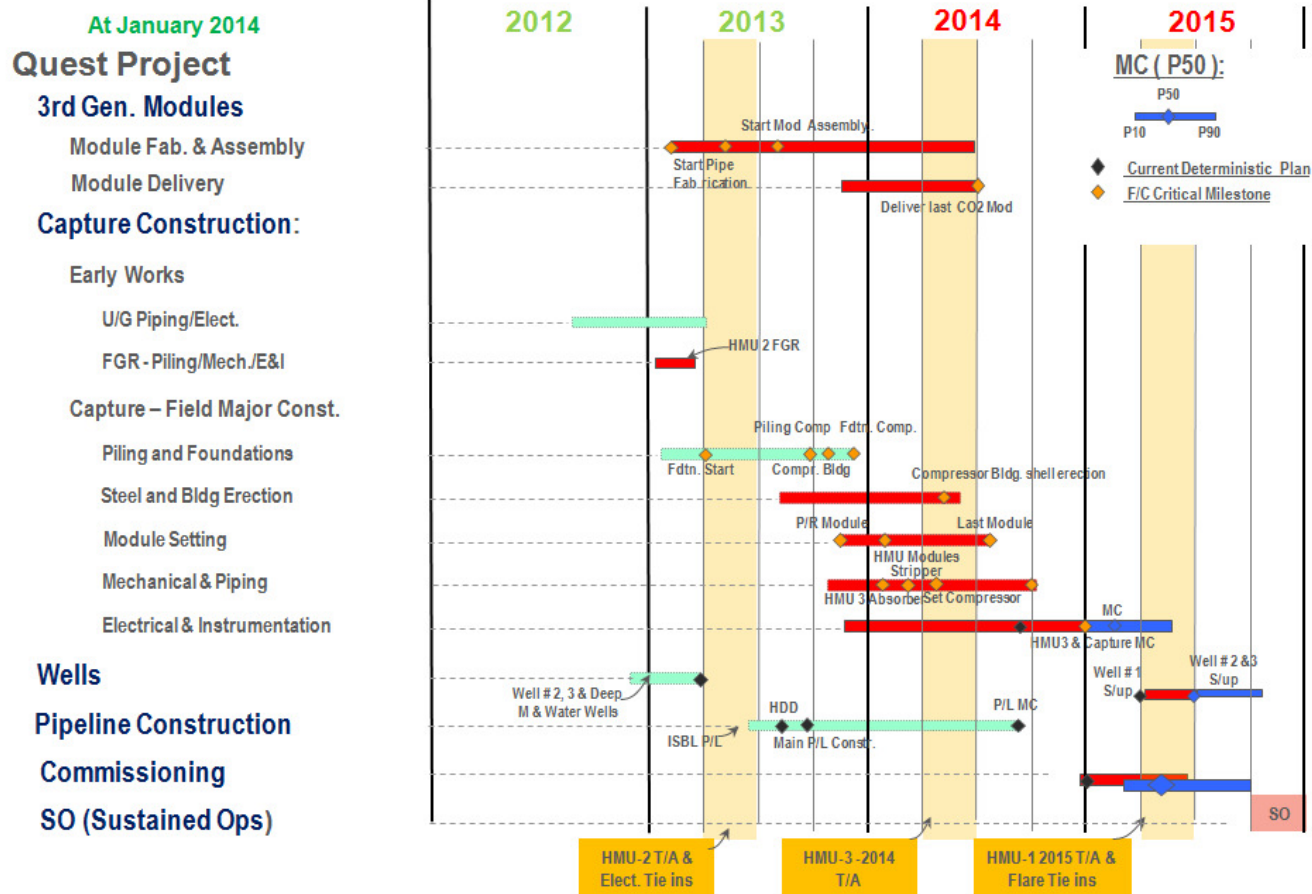 At January 2014
2012
2013
2014
2015
Quest Project
MC ( P50 ):
P50
P10
P90
Current Deterministic Plan
F/C Critical Milestone
3rd Gen. Modules
Module Fab. & Assembly
Start Mod Assembly.
Start Pipe
Fab.rication
Module Delivery
Deliver last CO2 Mod
Capture Construction:
Early Works
U/G Piping/Elect.
FGR - Piling/Mech./E&I
HMU 2 FGR
Capture – Field Major Const.
Piling Comp
Fdtn. Comp.
Piling and Foundations
Fdtn. Start
Compr. Bldg
Steel and Bldg Erection
Compressor Bldg. shell erection
Module Setting
P/R Module
Last Module
HMU Modules
Stripper
Mechanical & Piping
HMU 3 Absorber
Set Compressor
Electrical & Instrumentation
MC
HMU3 & Capture MC
Wells
Well # 2, 3 & Deep
M & Water Wells
Well # 1
S/up
Well # 2 &3
S/up
Pipeline Construction
ISBL P/L
HDD
Main P/L Constr.
P/L MC
Commissioning
SO (Sustained Ops)
SO
HMU-2 T/A &
Elect. Tie ins
HMU-3 -2014
T/A
HMU-1 2015 T/A &
Flare Tie ins